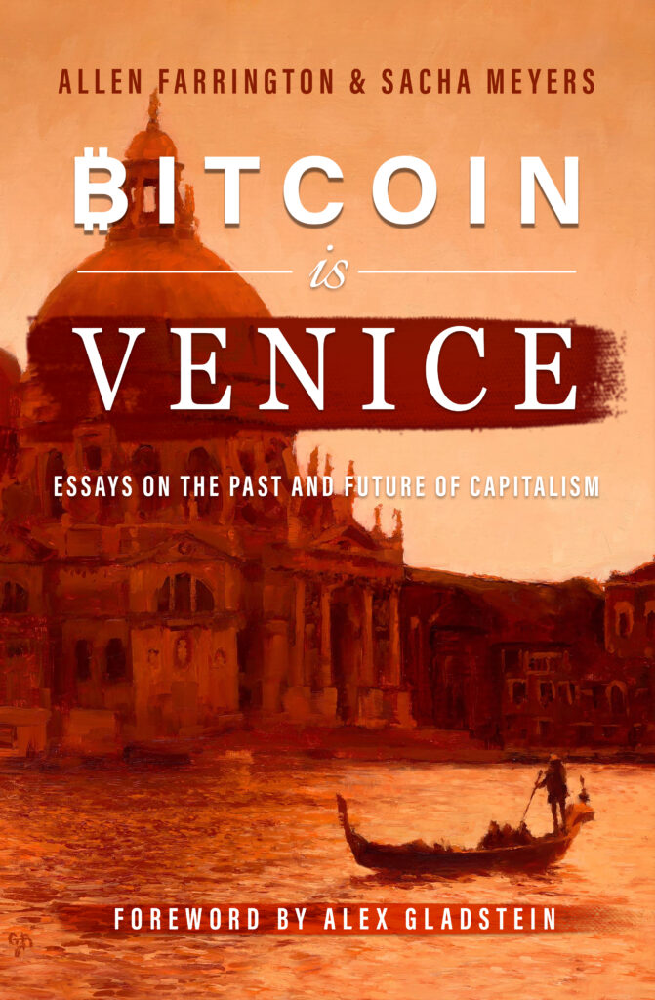 ALLEN FARRINGTON & SACHA MEYERS
₿ITCOIN
is
VENICE
ESSAYS ON THE PAST AND FUTURE OF CAPITALISM
FOREWORD BY ALEX GLADSTEIN